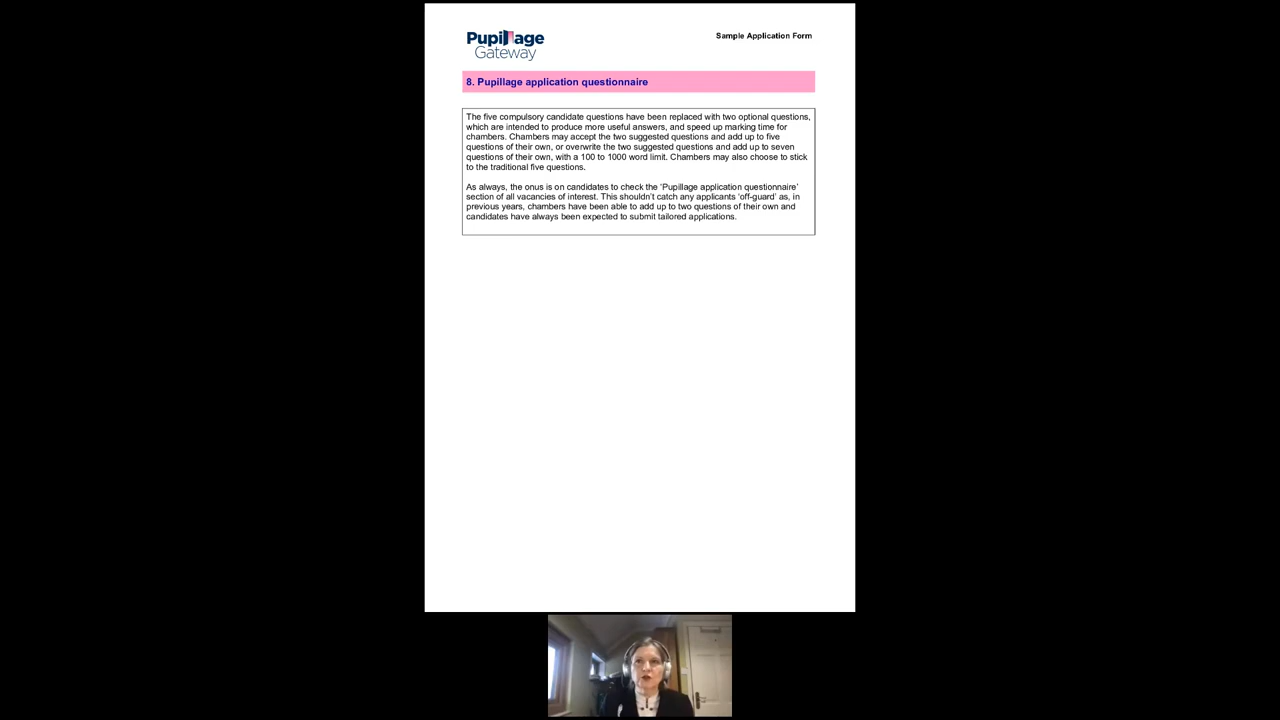 Pupillage
Gateway
Sample Application Form
8. Pupillage application questionnaire
The five compulsory candidate questions have been replaced with two optional questions,
which are intended to produce more useful answers, and speed up marking time for
chambers. Chambers may accept the two suggested questions and add up to five
questions of their own, or overwrite the two suggested questions and add up to seven
questions of their own, with a 100 to 1000 word limit. Chambers may also choose to stick
to the traditional five questions.
As always, the onus is on candidates to check the ‘Pupillage application questionnaire’
section of all vacancies of interest. This shouldn’t catch any applicants ‘off-guard’ as, in
previous years, chambers have been able to add up to two questions of their own and
candidates have always been expected to submit tailored applications.